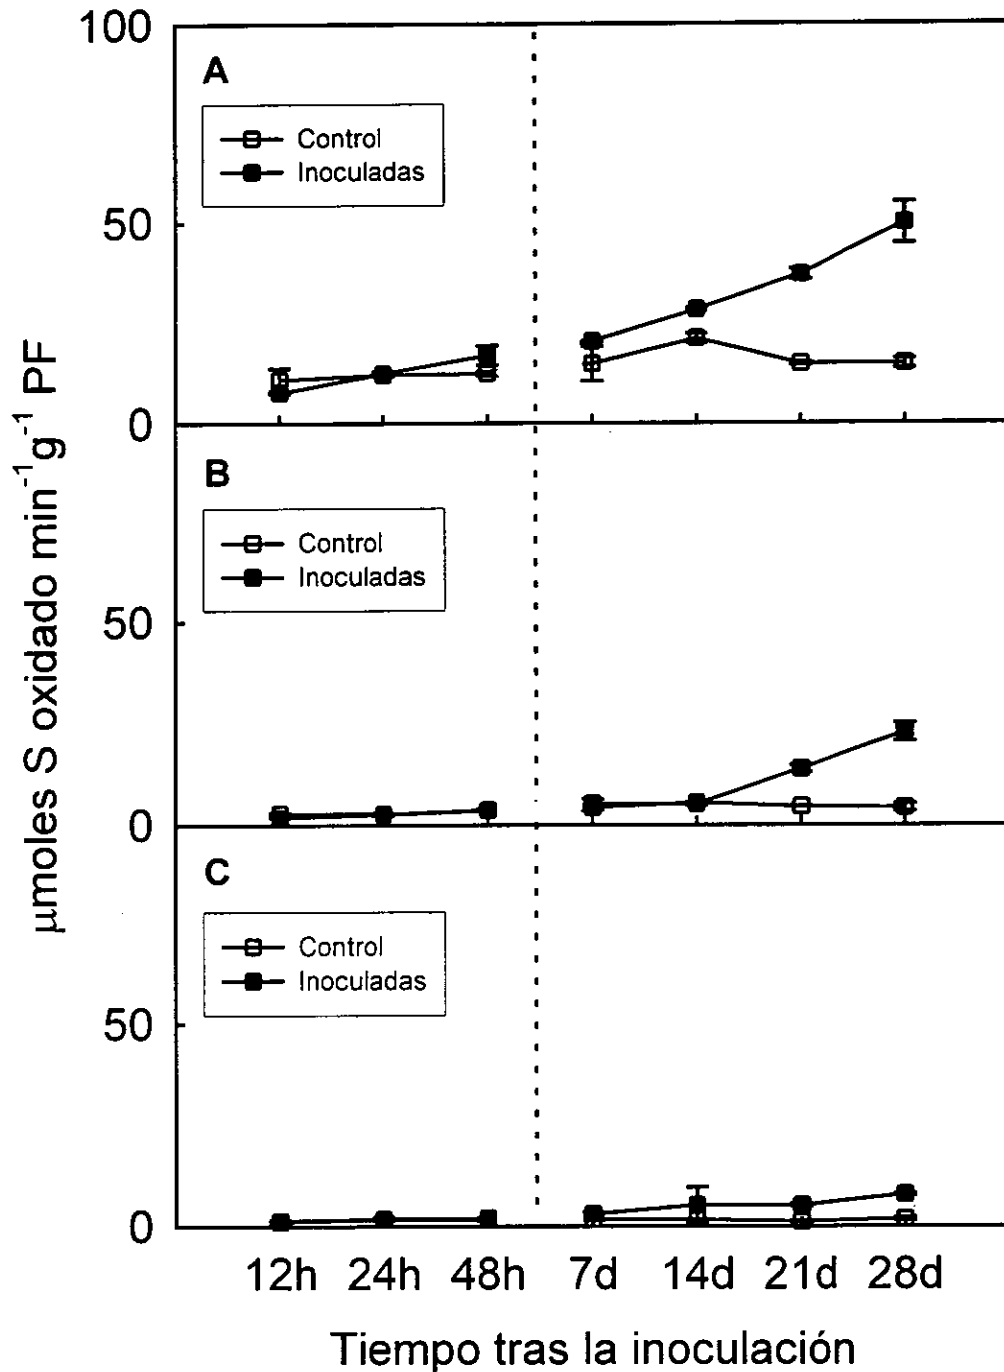 100
A
Control
Inoculadas
50
0
B
Control
Inoculadas
50
0
C
Control
Inoculadas
50
0
μmoles S oxidado min⁻¹g⁻¹ PF
12h 24h 48h 7d 14d 21d 28d
Tiempo tras la inoculación